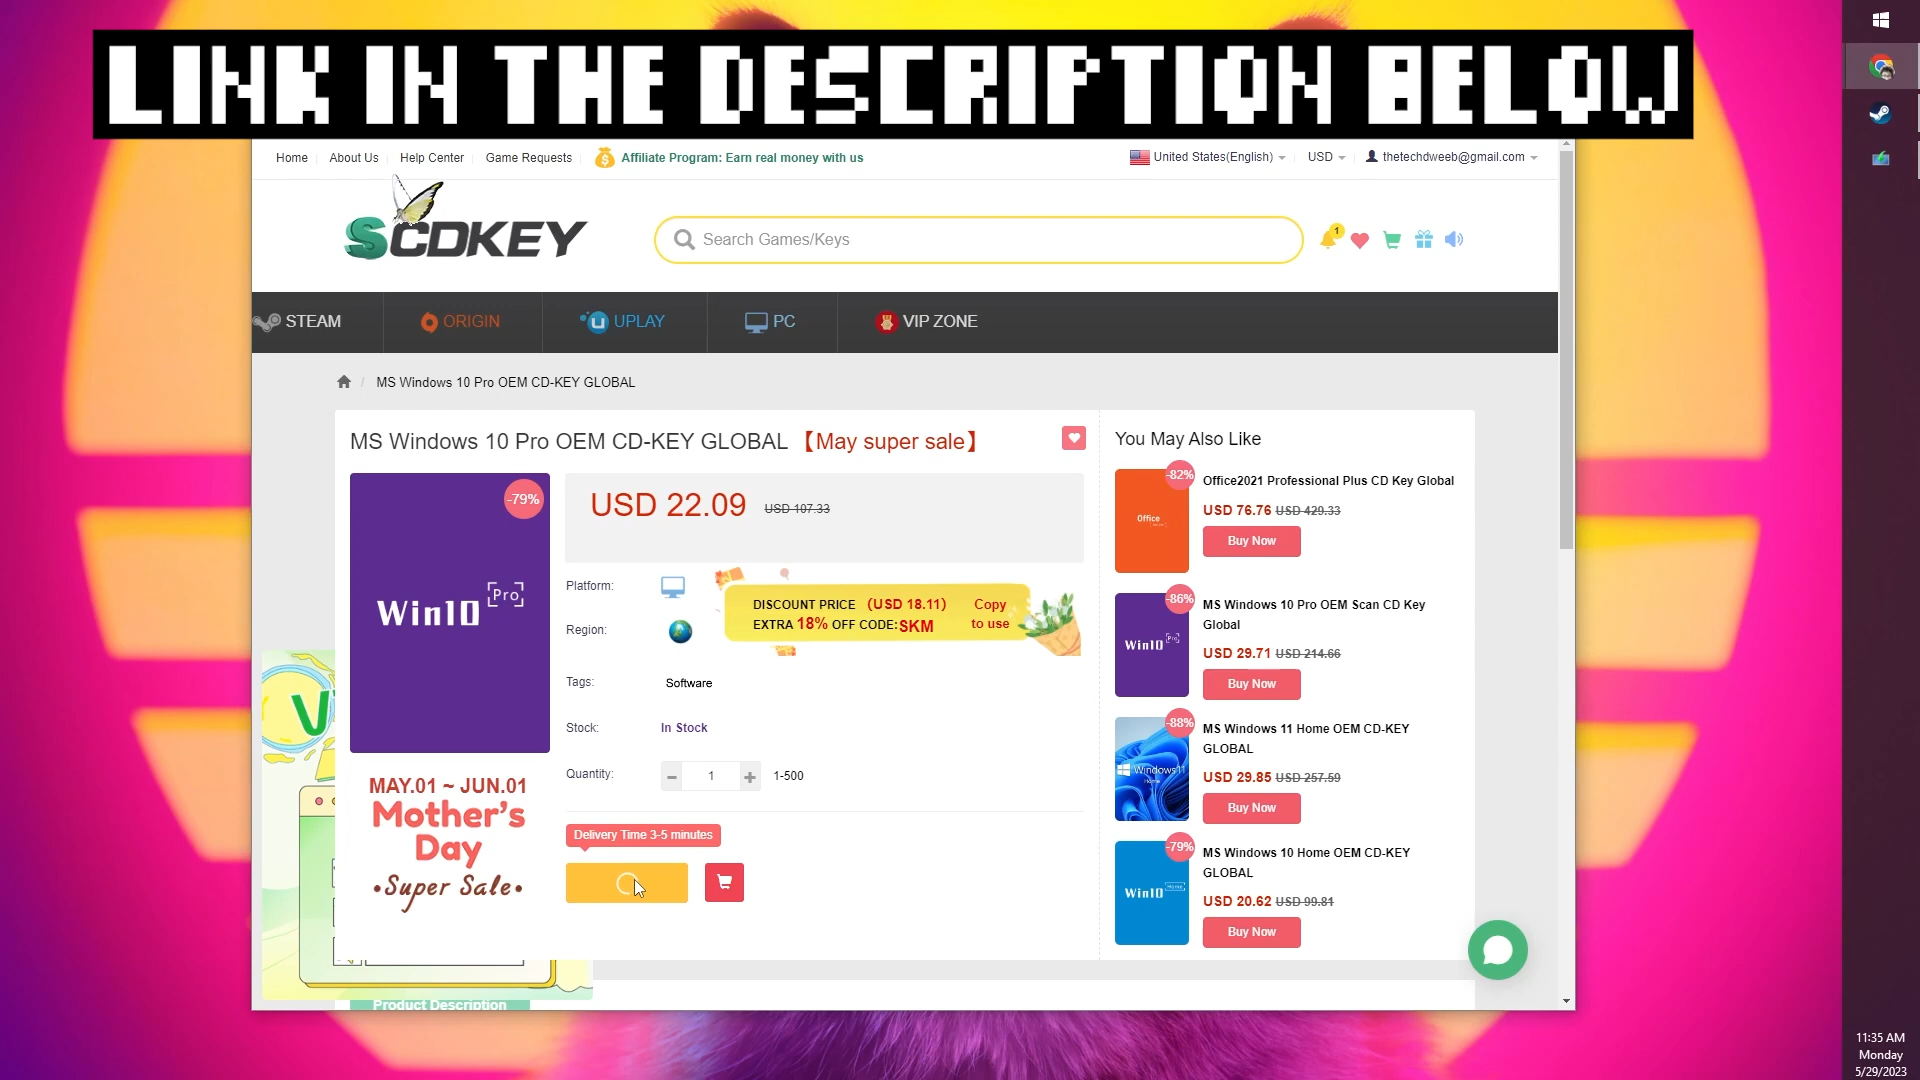 LINK IN THE DESCRIPTION BELOW
Home
About Us
Help Center
Game Requests
Affiliate Program: Earn real money with us
United States(English)
USD
thetechdweeb@gmail.com
SCDKEY
Search Games/Keys
1
STEAM
ORIGIN
UPLAY
PC
VIP ZONE
/ MS Windows 10 Pro OEM CD-KEY GLOBAL
MS Windows 10 Pro OEM CD-KEY GLOBAL 【May super sale】
-79%
Win10 Pro
USD 22.09 USD 107.33
Platform:
DISCOUNT PRICE (USD 18.11)
EXTRA 18% OFF CODE:SKM
Copy
to use
Region:
Tags: Software
Stock: In Stock
Quantity: 1 1-500
Delivery Time 3-5 minutes
MAY.01 ~ JUN.01
Mother's
Day
•Super Sale•
Product Description
You May Also Like
-82%
Office
Office2021 Professional Plus CD Key Global
USD 76.76 USD 429.33
Buy Now
-86%
Win10 Pro
MS Windows 10 Pro OEM Scan CD Key
Global
USD 29.71 USD 214.66
Buy Now
-88%
Windows11
Home
MS Windows 11 Home OEM CD-KEY
GLOBAL
USD 29.85 USD 257.59
Buy Now
-79%
Win10 Home
MS Windows 10 Home OEM CD-KEY
GLOBAL
USD 20.62 USD 99.81
Buy Now
11:35 AM
Monday
5/29/2023